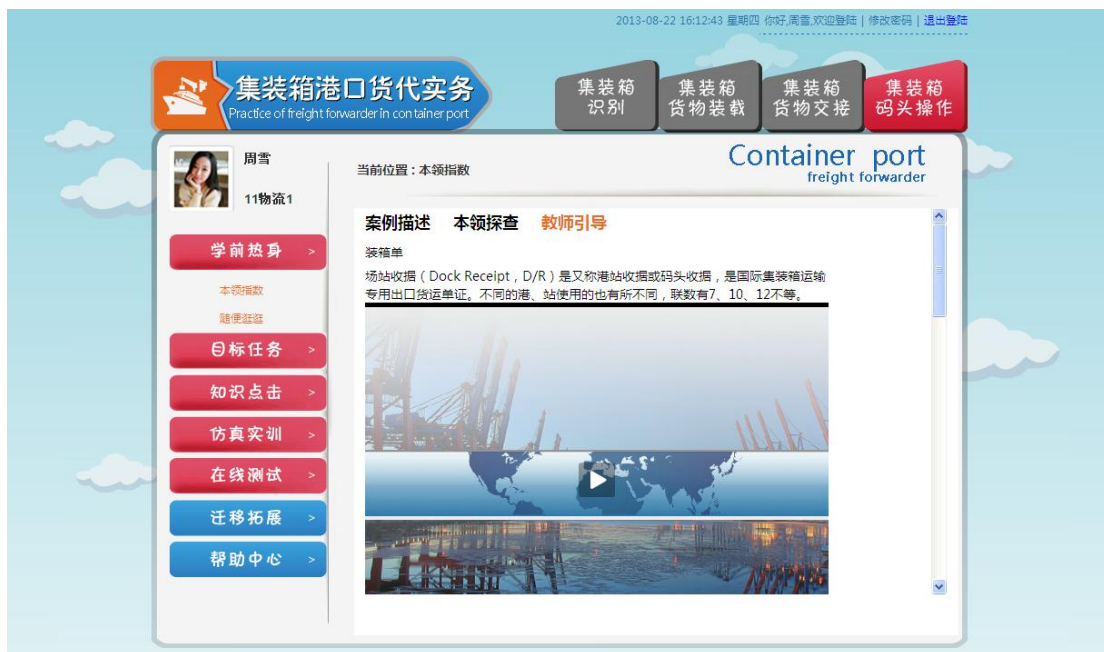 2013-08-22 16:12:43 星期四 你好,周雪,欢迎登陆 | 修改密码 | 退出登陆
集装箱港口货代实务
Practice of freight forwarder in container port
集装箱
识别
集装箱
货物装载
集装箱
货物交接
集装箱
码头操作
周雪
11物流1
当前位置：本领指数
Container port
freight forwarder
学前热身 >
本领指数
随便逛逛
目标任务 >
知识点击 >
仿真实训 >
在线测试 >
迁移拓展 >
帮助中心 >
案例描述 本领探查 教师引导
装箱单
场站收据（Dock Receipt，D/R）是又称港站收据或码头收据，是国际集装箱运输
专用出口货运单证。不同的港、站使用的也有所不同，联数有7、10、12不等。